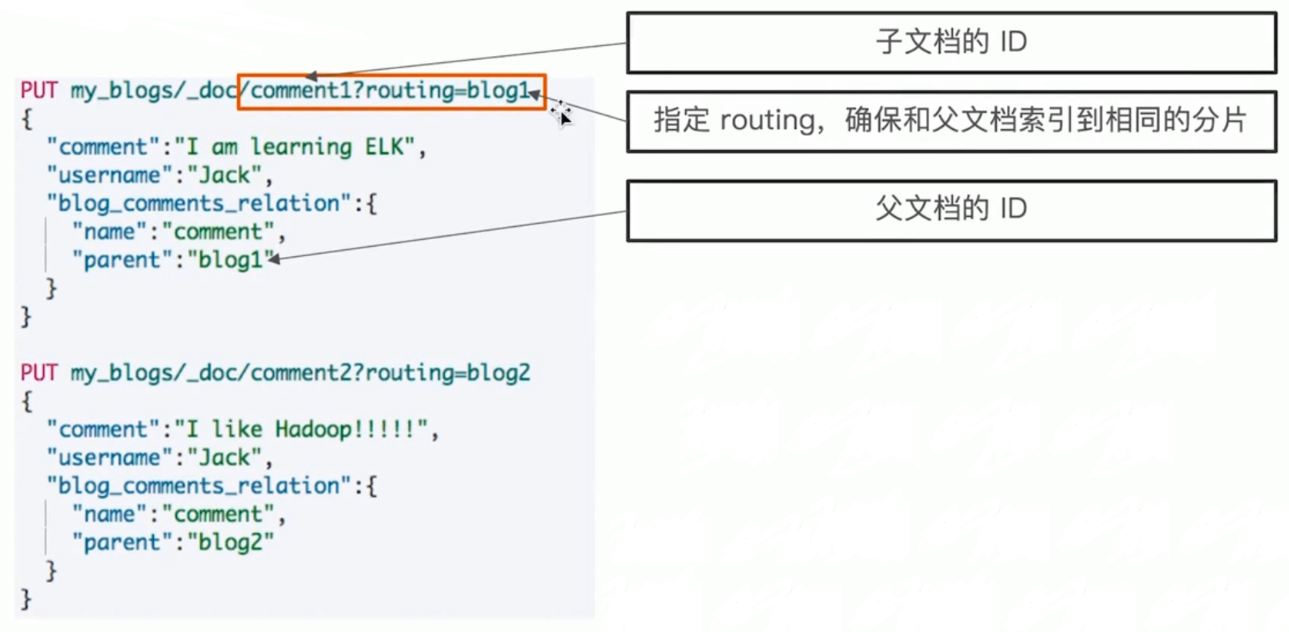 子文档的 ID
PUT my_blogs/_doc/comment1?routing=blog1
指定 routing，确保和父文档索引到相同的分片
{
"comment":"I am learning ELK",
"username":"Jack",
"blog_comments_relation":{
父文档的 ID
"name":"comment",
"parent":"blog1"
}
}
PUT my_blogs/_doc/comment2?routing=blog2
{
"comment":"I like Hadoop!!!!!",
"username":"Jack",
"blog_comments_relation":{
"name":"comment",
"parent":"blog2"
}
}